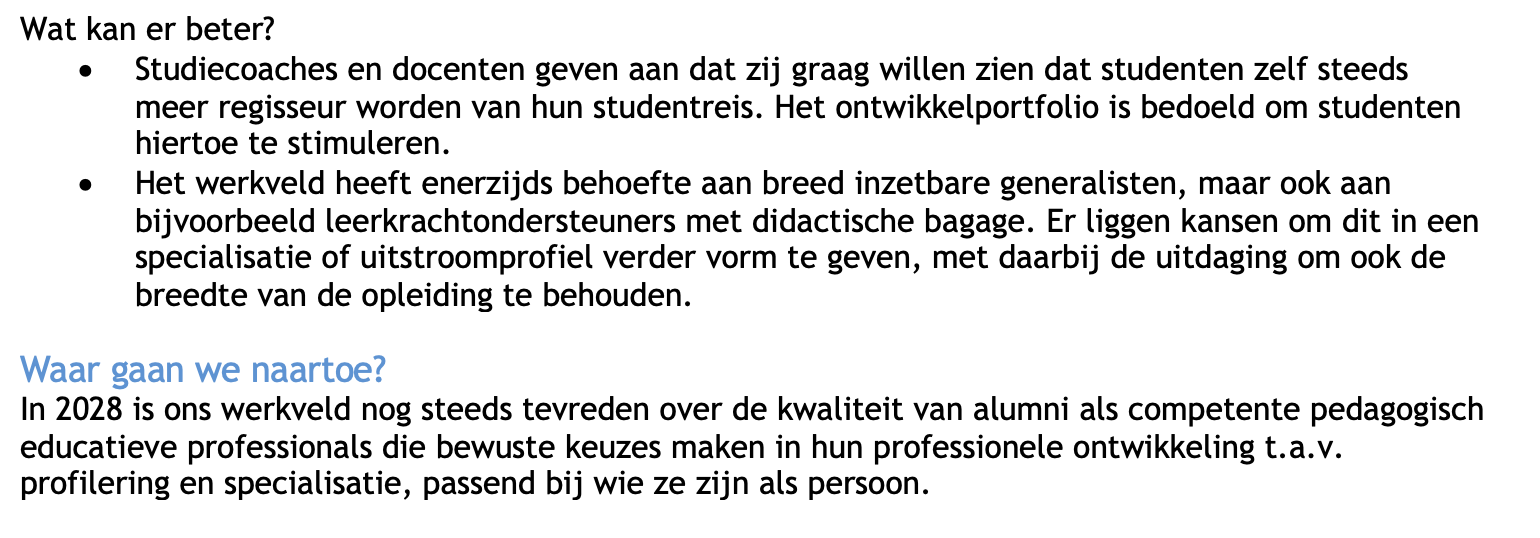 Wat kan er beter?
• Studiecoaches en docenten geven aan dat zij graag willen zien dat studenten zelf steeds
meer regisseur worden van hun studentreis. Het ontwikkelportfolio is bedoeld om studenten
hiertoe te stimuleren.
• Het werkveld heeft enerzijds behoefte aan breed inzetbare generalisten, maar ook aan
bijvoorbeeld leerkrachtondersteuners met didactische bagage. Er liggen kansen om dit in een
specialisatie of uitstroomprofiel verder vorm te geven, met daarbij de uitdaging om ook de
breedte van de opleiding te behouden.
Waar gaan we naartoe?
In 2028 is ons werkveld nog steeds tevreden over de kwaliteit van alumni als competente pedagogisch
educatieve professionals die bewuste keuzes maken in hun professionele ontwikkeling t.a.v.
profilering en specialisatie, passend bij wie ze zijn als persoon.